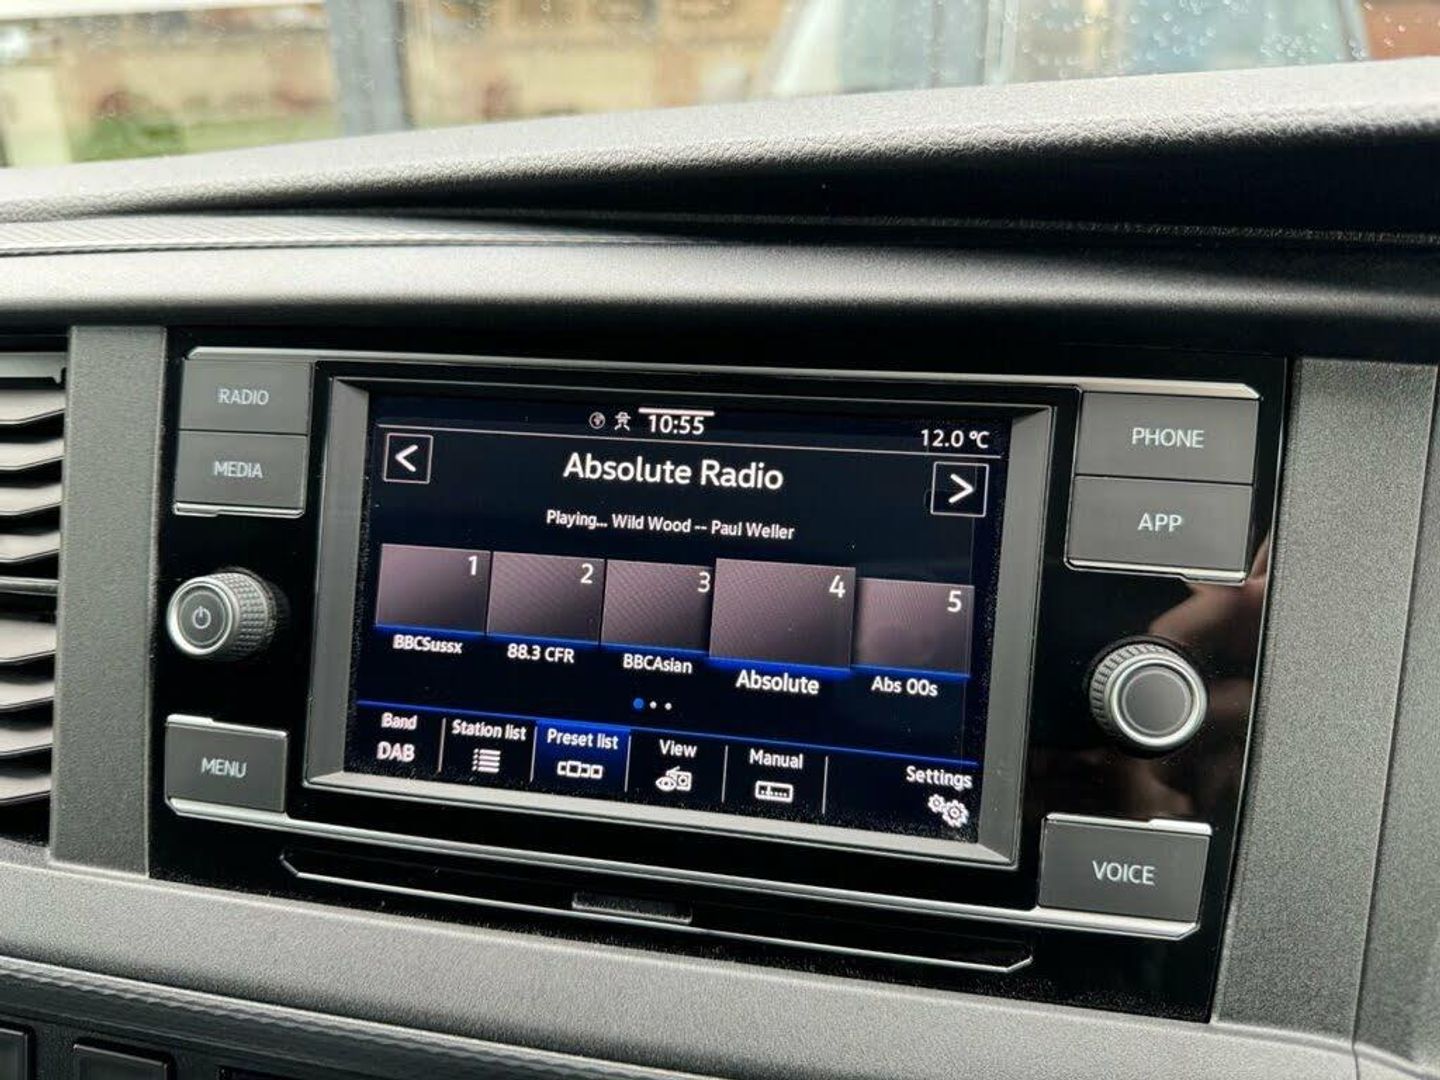 RADIO
MEDIA
MENU
10:55
12.0 °C
<
Absolute Radio
>
Playing... Wild Wood -- Paul Weller
1
2
3
4
5
BBCSussx
88.3 CFR
BBCAsian
Absolute
Abs 00s
Band
DAB
Station list
Preset list
View
Manual
Settings
PHONE
APP
VOICE